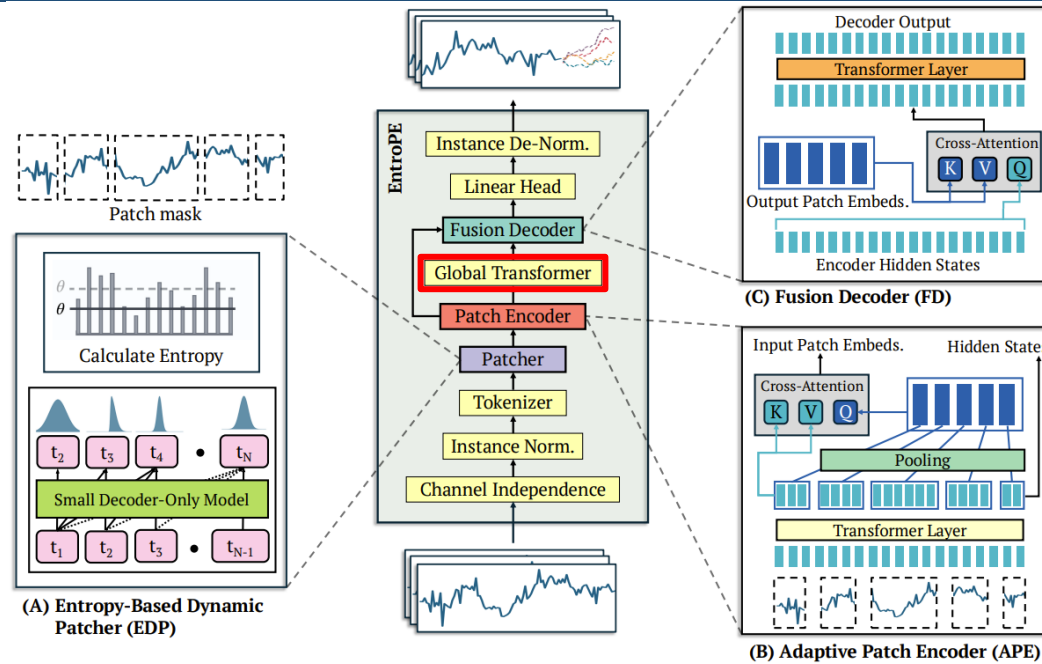 Patch mask
θ
θ
Calculate Entropy
t2
t3
t4
tN
Small Decoder-Only Model
t1
t2
t3
tN-1
(A) Entropy-Based Dynamic
Patcher (EDP)
EntroPE
Instance De-Norm.
Linear Head
Fusion Decoder
Global Transformer
Patch Encoder
Patcher
Tokenizer
Instance Norm.
Channel Independence
Decoder Output
Transformer Layer
Cross-Attention
K V Q
Output Patch Embeds.
Encoder Hidden States
(C) Fusion Decoder (FD)
Input Patch Embeds.
Hidden State
Cross-Attention
K V Q
Pooling
Transformer Layer
(B) Adaptive Patch Encoder (APE)